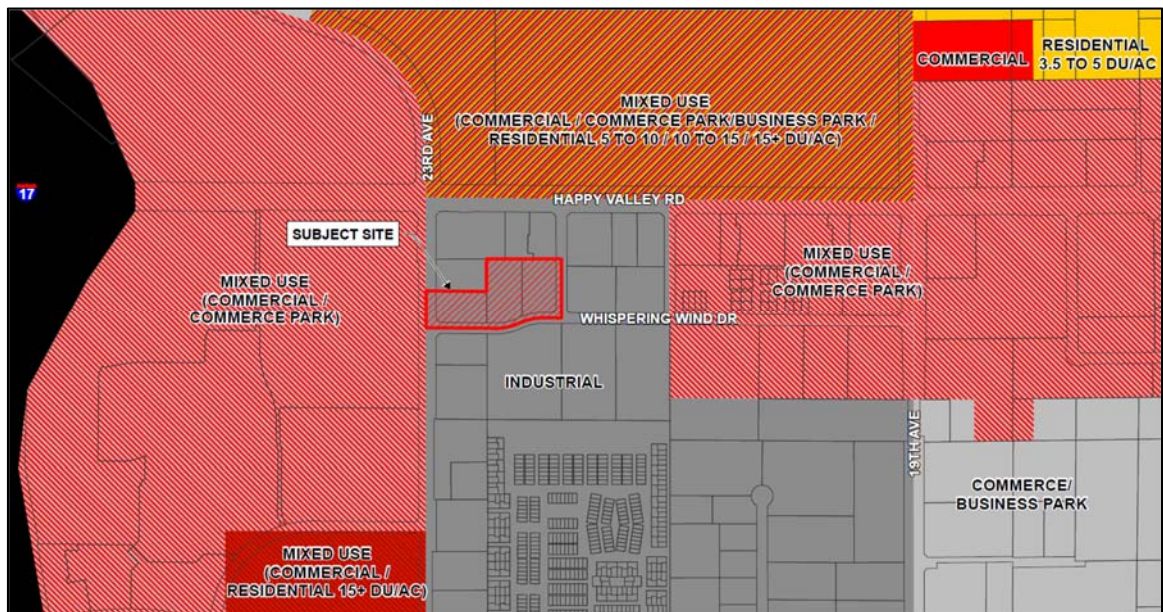 COMMERCIAL
RESIDENTIAL
3.5 TO 5 DU/AC
MIXED USE
(COMMERCIAL / COMMERCE PARK/BUSINESS PARK /
RESIDENTIAL 5 TO 10 / 10 TO 15 / 15+ DU/AC)
23RD AVE
17
HAPPY VALLEY RD
SUBJECT SITE
MIXED USE
(COMMERCIAL /
COMMERCE PARK)
MIXED USE
(COMMERCIAL /
COMMERCE PARK)
WHISPERING WIND DR
INDUSTRIAL
19TH AVE
COMMERCE/
BUSINESS PARK
MIXED USE
(COMMERCIAL /
RESIDENTIAL 15+ DU/AC)